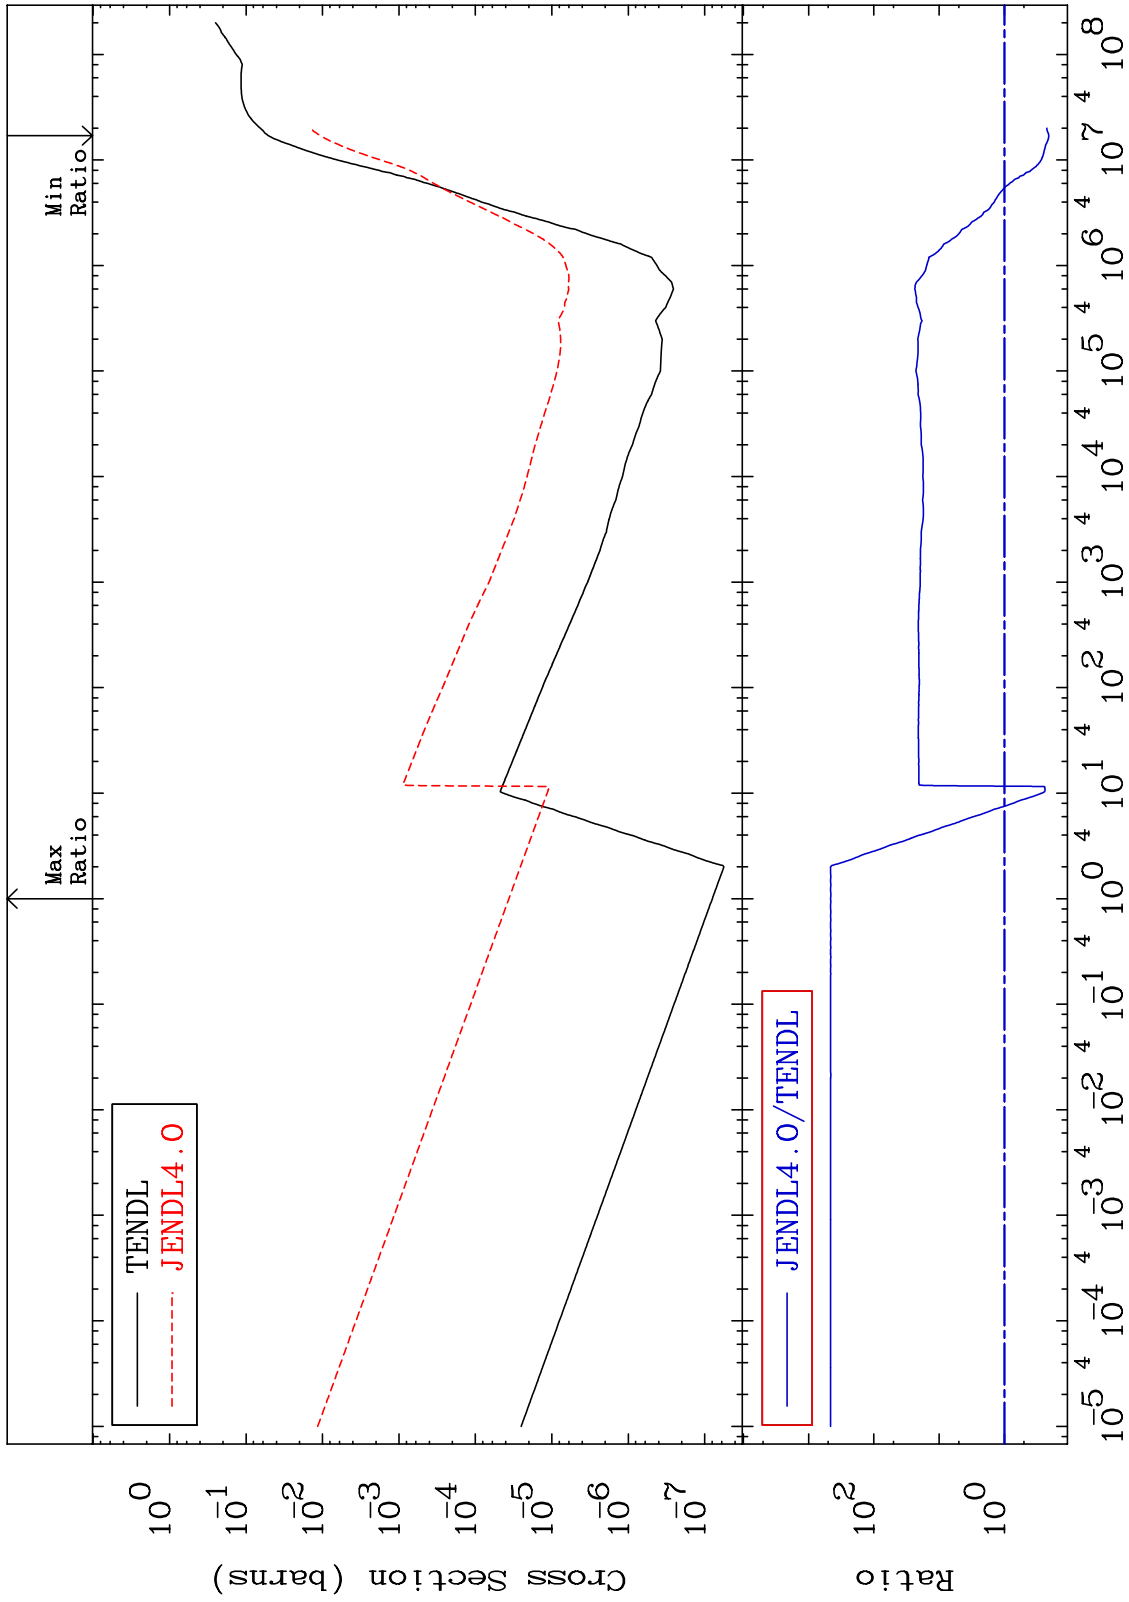 Max
Ratio
Min
Ratio
TENDL
JENDL4.0
Cross Section (barns)
10^0
10^-1
10^-2
10^-3
10^-4
10^-5
10^-6
10^-7
JENDL4.0/TENDL
Ratio
10^2
10^0
10^-5 4 10^-4 4 10^-3 4 10^-2 4 10^-1 4 10^0 4 10^1 4 10^2 4 10^3 4 10^4 4 10^5 4 10^6 4 10^7 4 10^8